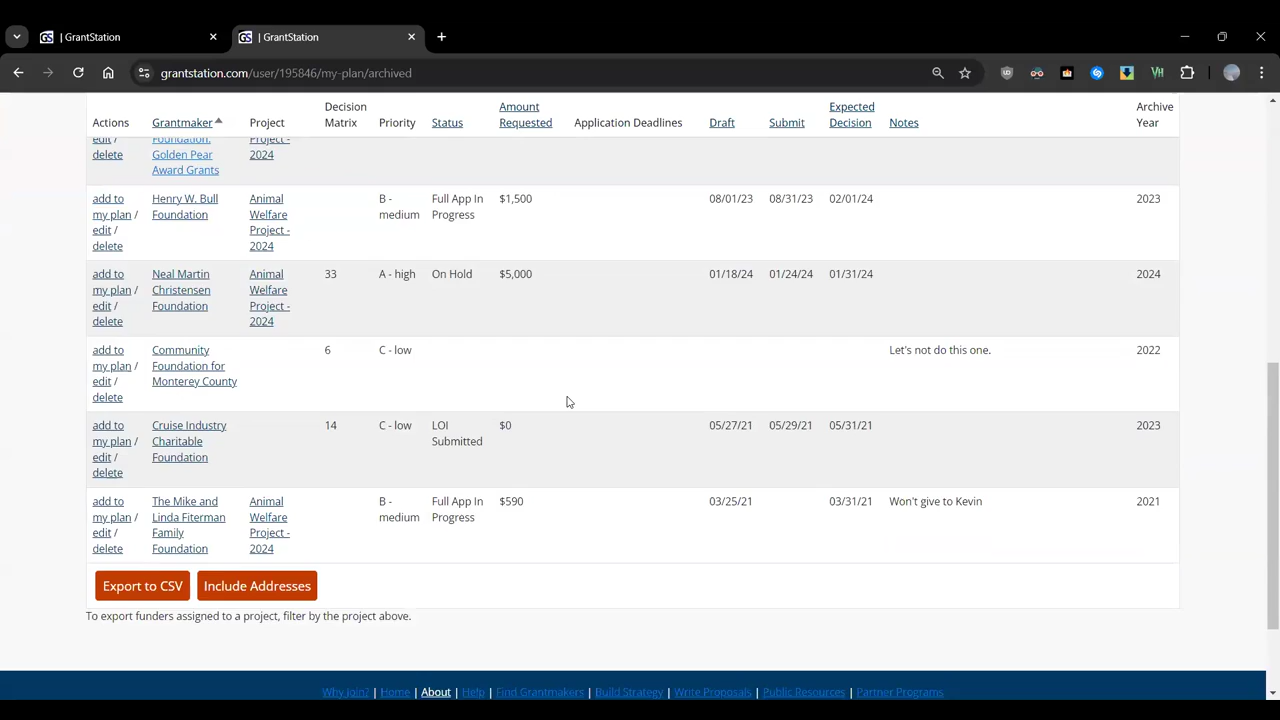 | GrantStation
| GrantStation
grantstation.com/user/195846/my-plan/archived
Actions Grantmaker Project Decision Matrix Priority Status Amount Requested Application Deadlines Draft Submit Expected Decision Notes Archive Year
edit / Foundation: Project
delete Golden Pear - 2024
Award Grants
add to Henry W. Bull Animal B - Full App In $1,500 08/01/23 08/31/23 02/01/24 2023
my plan / Foundation Welfare medium Progress
edit / Project -
delete 2024
add to Neal Martin Animal 33 A - high On Hold $5,000 01/18/24 01/24/24 01/31/24 2024
my plan / Christensen Welfare
edit / Foundation Project -
delete 2024
add to Community 6 C - low Let's not do this one. 2022
my plan / Foundation for
edit / Monterey County
delete
add to Cruise Industry 14 C - low LOI $0 05/27/21 05/29/21 05/31/21 2023
my plan / Charitable Submitted
edit / Foundation
delete
add to The Mike and Animal B - Full App In $590 03/25/21 03/31/21 Won't give to Kevin 2021
my plan / Linda Fiterman Welfare medium Progress
edit / Family Project -
delete Foundation 2024
Export to CSV Include Addresses
To export funders assigned to a project, filter by the project above.
Why Join? | Home | About | Help | Find Grantmakers | Build Strategy | Write Proposals | Public Resources | Partner Programs